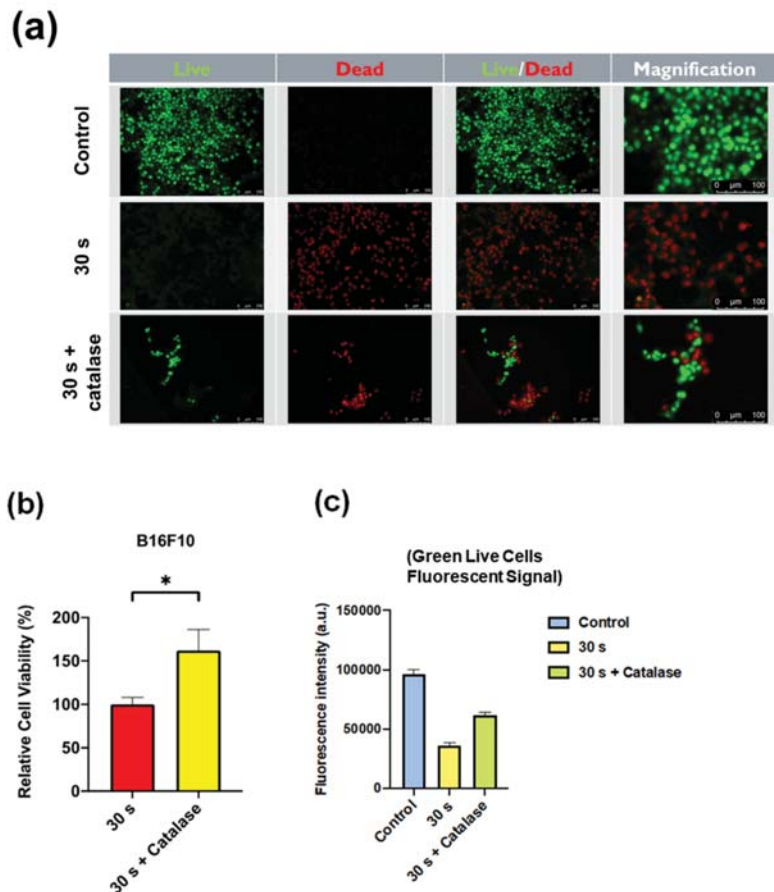 (a)
Live Dead Live/Dead Magnification
Control
0 µm 100
30 s
0 µm 100
30 s +
catalase
0 µm 100
(b)
B16F10
*
Relative Cell Viability (%)
200
150
100
50
0
30 s
30 s + Catalase
(c)
(Green Live Cells
Fluorescent Signal)
Fluorescence intensity (a.u.)
150000
100000
50000
0
Control
30 s
30 s + Catalase
Control
30 s
30 s + Catalase